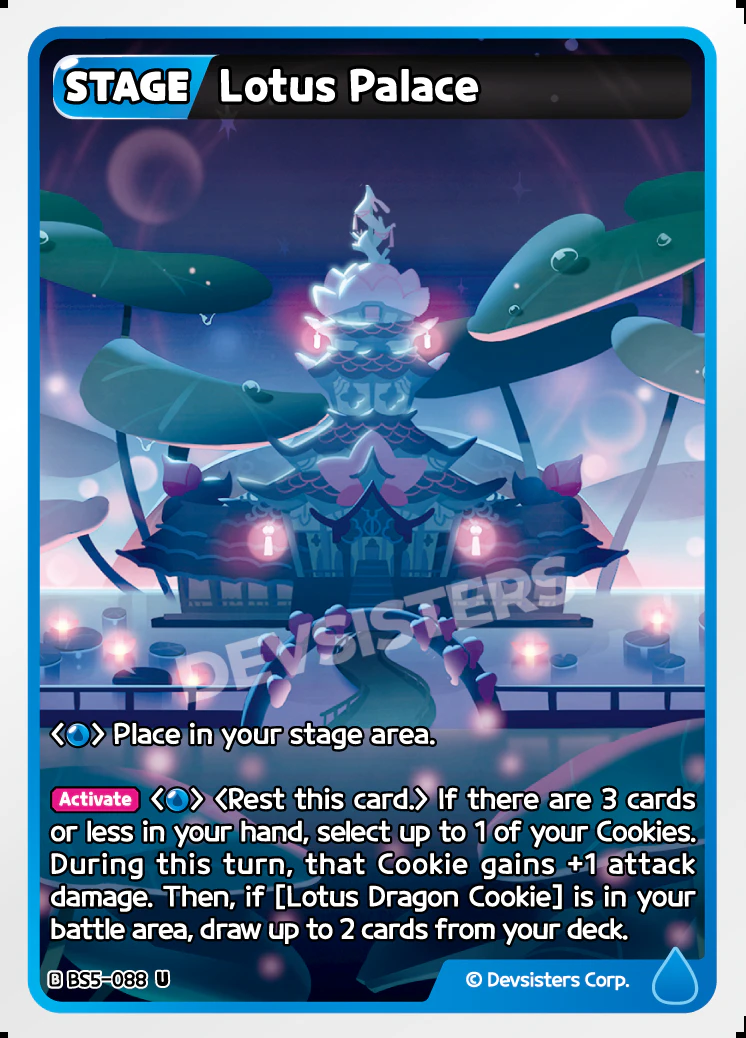 STAGE Lotus Palace
DEVSISTERS
< > Place in your stage area.
Activate < > <Rest this card.> If there are 3 cards
or less in your hand, select up to 1 of your Cookies.
During this turn, that Cookie gains +1 attack
damage. Then, if [Lotus Dragon Cookie] is in your
battle area, draw up to 2 cards from your deck.
B BS5-088 U © Devsisters Corp.